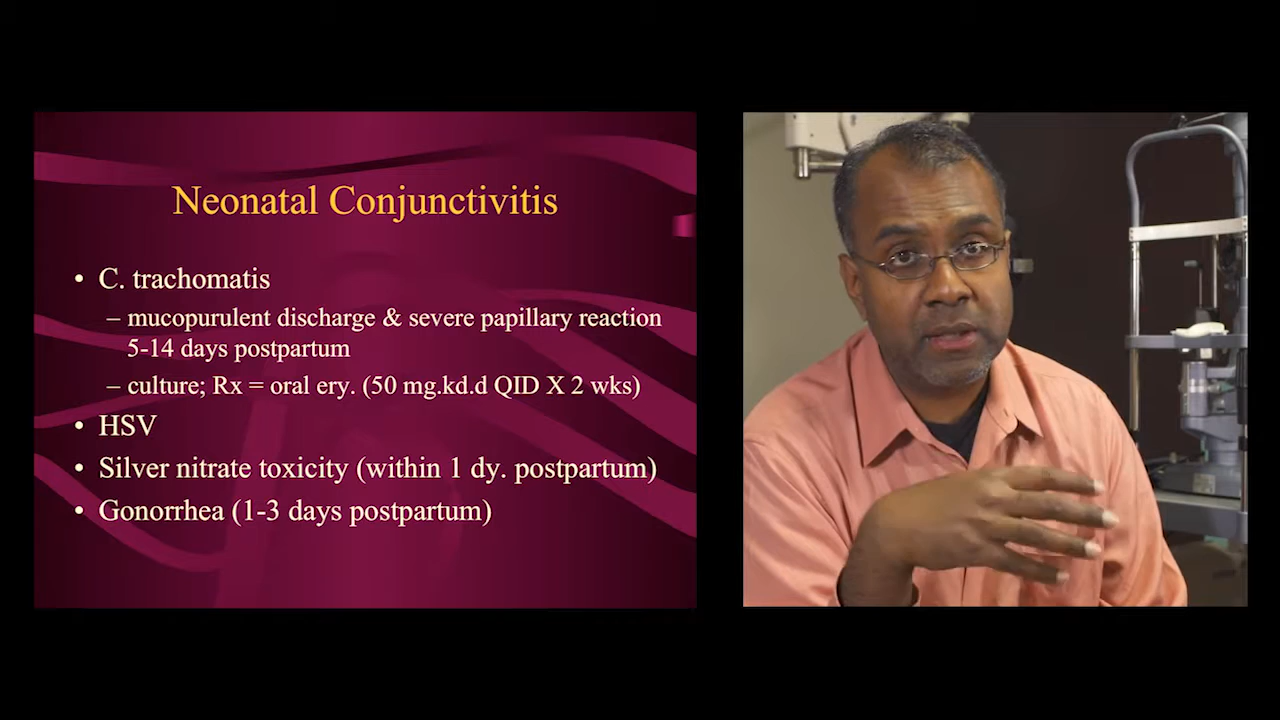 Neonatal Conjunctivitis
• C. trachomatis
– mucopurulent discharge & severe papillary reaction
5-14 days postpartum
– culture; Rx = oral ery. (50 mg.kd.d QID X 2 wks)
• HSV
• Silver nitrate toxicity (within 1 dy. postpartum)
• Gonorrhea (1-3 days postpartum)